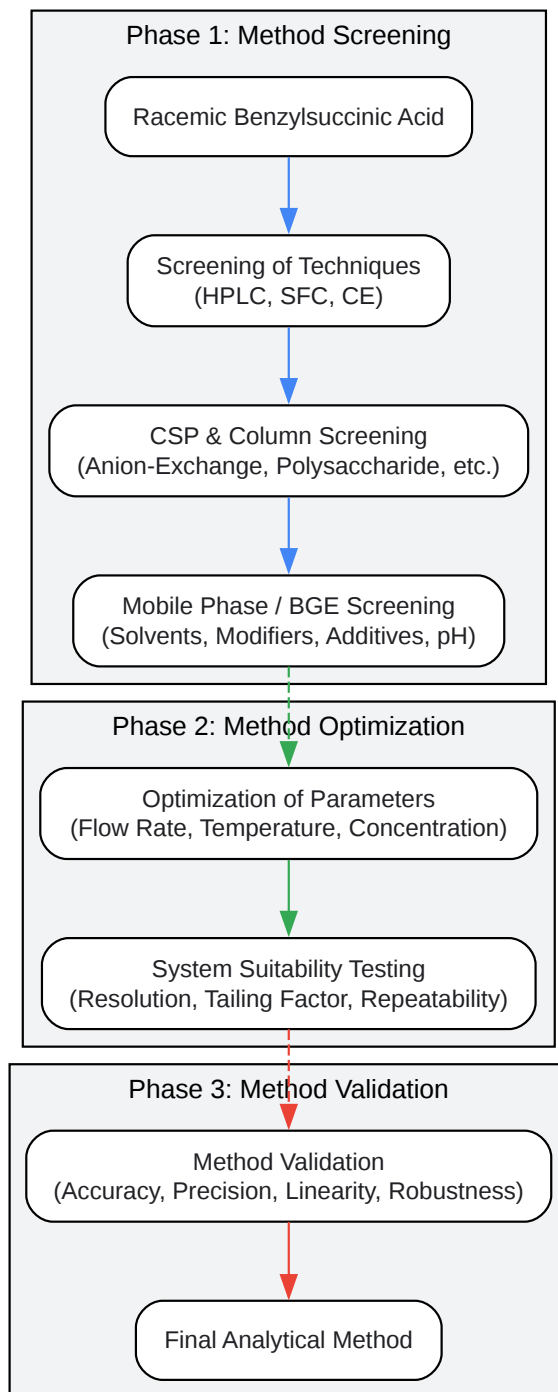 Phase 1: Method Screening
Racemic Benzylsuccinic Acid
Screening of Techniques
(HPLC, SFC, CE)
CSP & Column Screening
(Anion-Exchange, Polysaccharide, etc.)
Mobile Phase / BGE Screening
(Solvents, Modifiers, Additives, pH)
Phase 2: Method Optimization
Optimization of Parameters
(Flow Rate, Temperature, Concentration)
System Suitability Testing
(Resolution, Tailing Factor, Repeatability)
Phase 3: Method Validation
Method Validation
(Accuracy, Precision, Linearity, Robustness)
Final Analytical Method